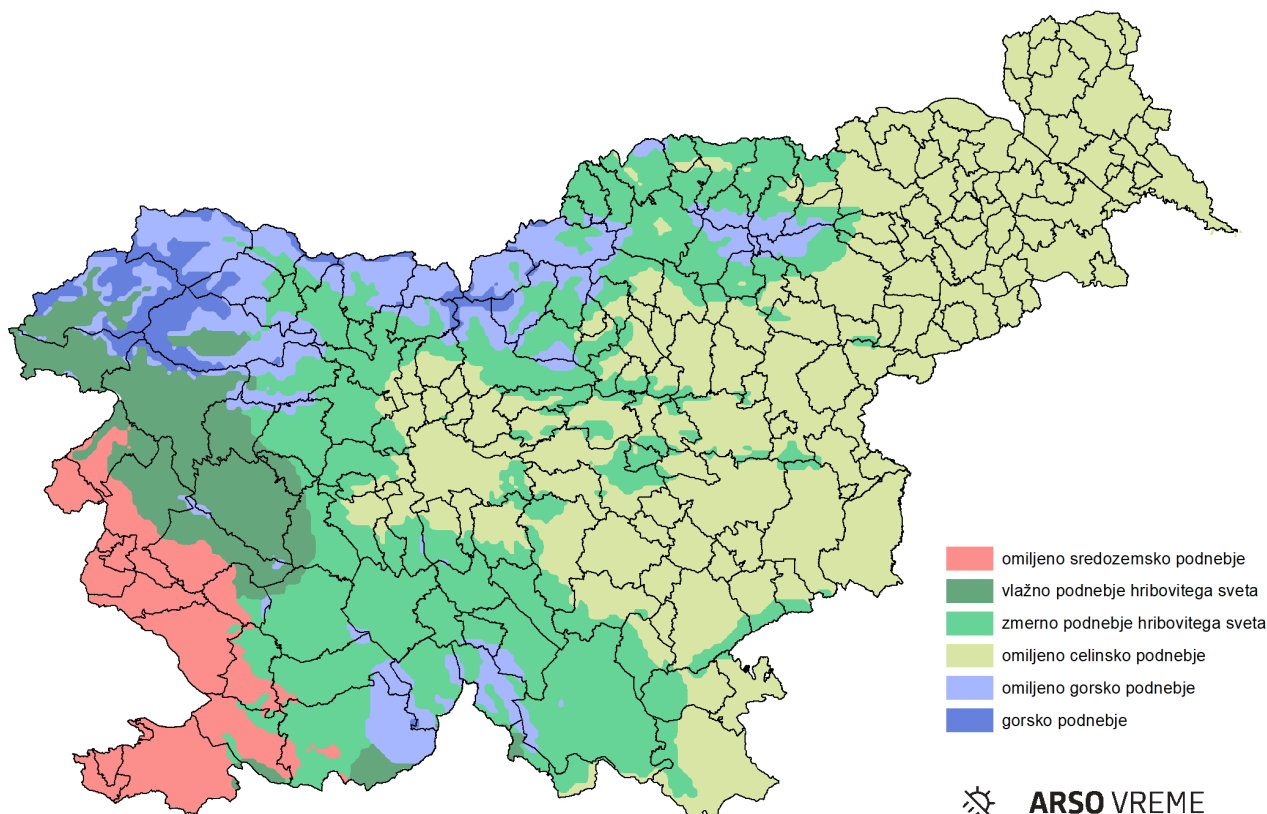 omiljeno sredozemsko podnebje
vlažno podnebje hribovitega sveta
zmerno podnebje hribovitega sveta
omiljeno celinsko podnebje
omiljeno gorsko podnebje
gorsko podnebje
ARSO VREME